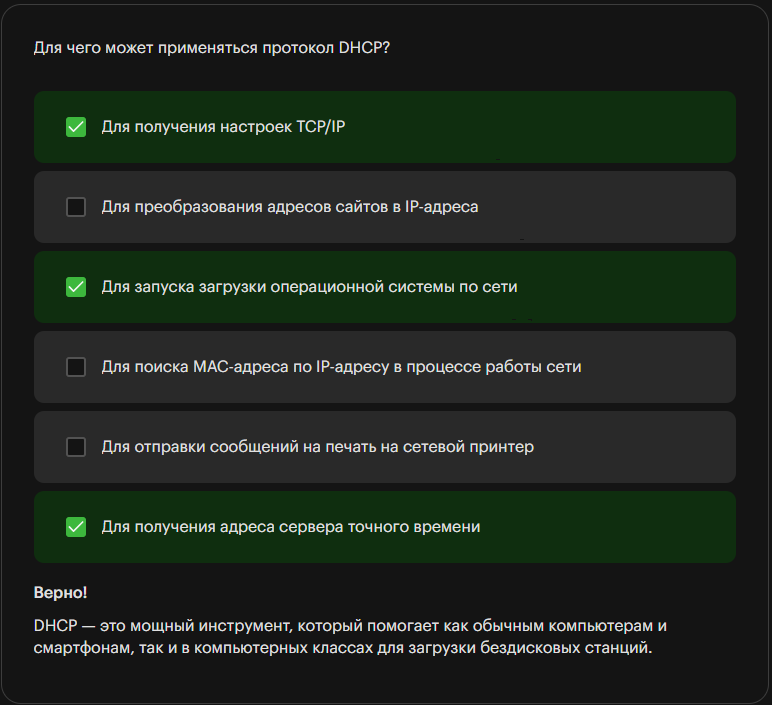 Для чего может применяться протокол DHCP?
Для получения настроек TCP/IP
Для преобразования адресов сайтов в IP-адреса
Для запуска загрузки операционной системы по сети
Для поиска MAC-адреса по IP-адресу в процессе работы сети
Для отправки сообщений на печать на сетевой принтер
Для получения адреса сервера точного времени
Верно!
DHCP — это мощный инструмент, который помогает как обычным компьютерам и
смартфонам, так и в компьютерных классах для загрузки бездисковых станций.